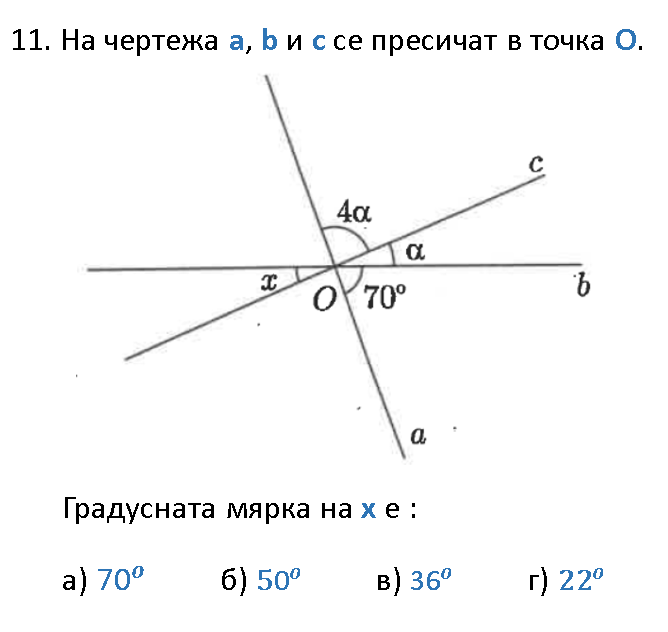 11. На чертежа a, b и c се пресичат в точка O.
c
4α
α
x
O
70°
b
a
Градусната мярка на x е :
а) 70° б) 50° в) 36° г) 22°